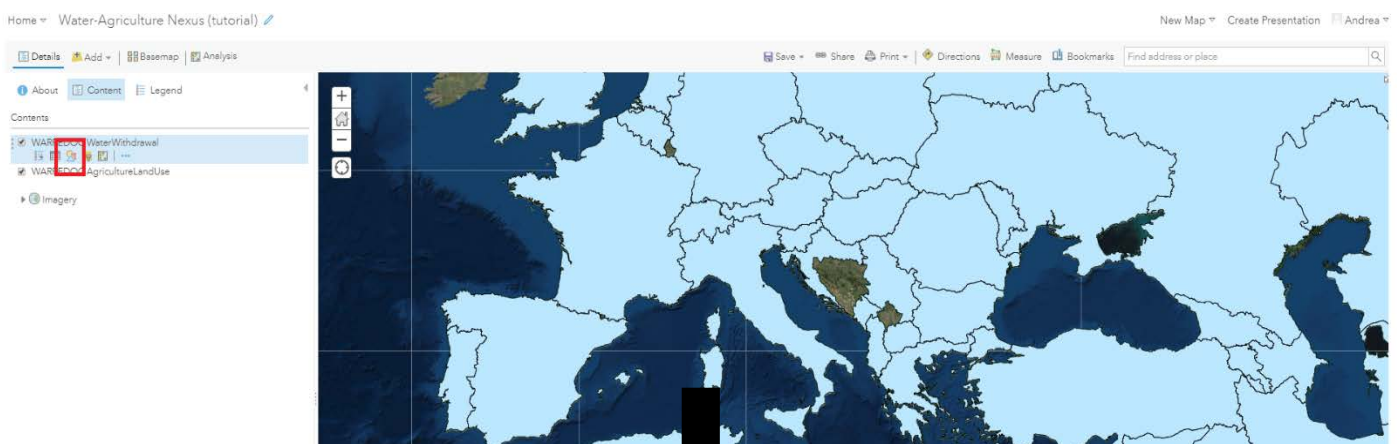 Home Water-Agriculture Nexus (tutorial) New Map Create Presentation Andrea
Details Add Basemap Analysis Save Share Print Directions Measure Bookmarks Find address or place
About Content Legend
Contents
WaterWithdrawal
AgricultureLandUse
Imagery